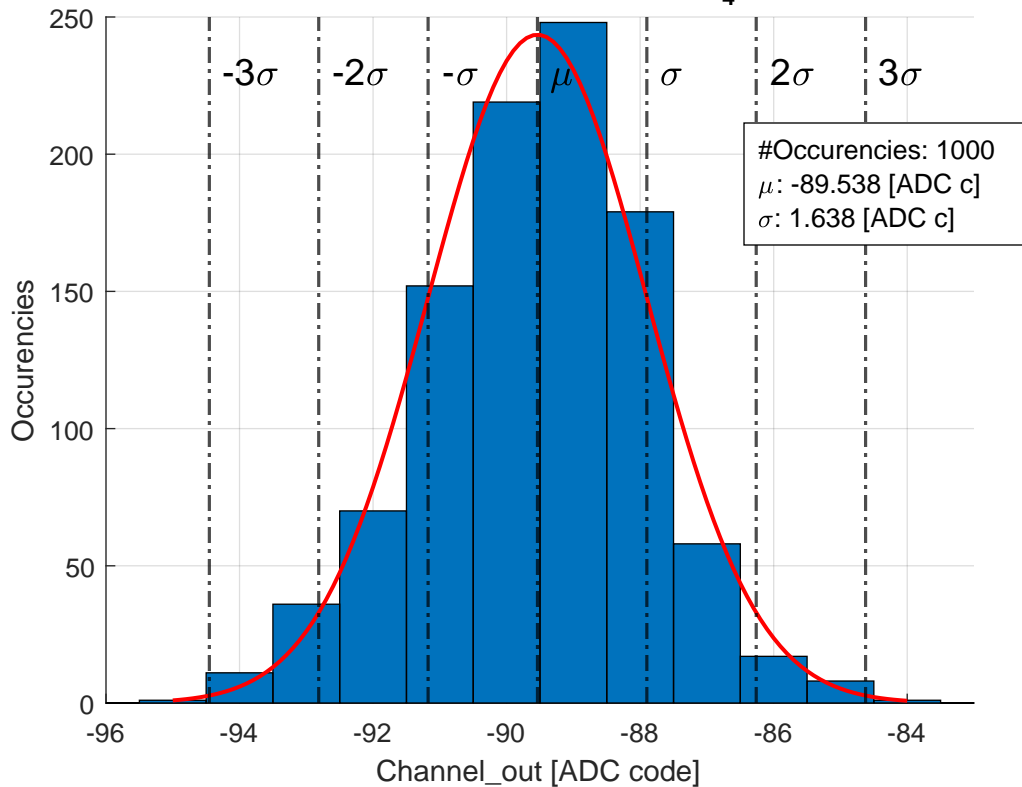 4
250
200
150
100
50
0
Occurencies
-3σ
-2σ
-σ
μ
σ
2σ
3σ
#Occurencies: 1000
μ: -89.538 [ADC c]
σ: 1.638 [ADC c]
-96
-94
-92
-90
-88
-86
-84
Channel_out [ADC code]